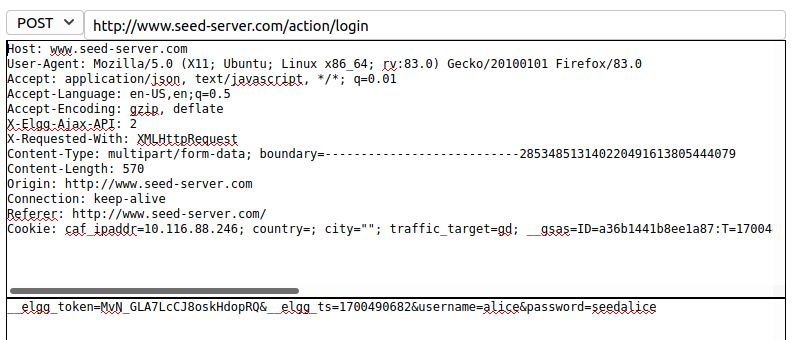 POST http://www.seed-server.com/action/login
Host: www.seed-server.com
User-Agent: Mozilla/5.0 (X11; Ubuntu; Linux x86_64; rv:83.0) Gecko/20100101 Firefox/83.0
Accept: application/json, text/javascript, */*; q=0.01
Accept-Language: en-US,en;q=0.5
Accept-Encoding: gzip, deflate
X-Elgg-Ajax-API: 2
X-Requested-With: XMLHttpRequest
Content-Type: multipart/form-data; boundary=---------------------------285348513140220491613805444079
Content-Length: 570
Origin: http://www.seed-server.com
Connection: keep-alive
Referer: http://www.seed-server.com/
Cookie: caf_ipaddr=10.116.88.246; country=; city=""; traffic_target=gd; __gsas=ID=a36b1441b8ee1a87:T=17004
__elgg_token=MvN_GLA7LcCJ8oskHdopRQ&__elgg_ts=1700490682&username=alice&password=seedalice